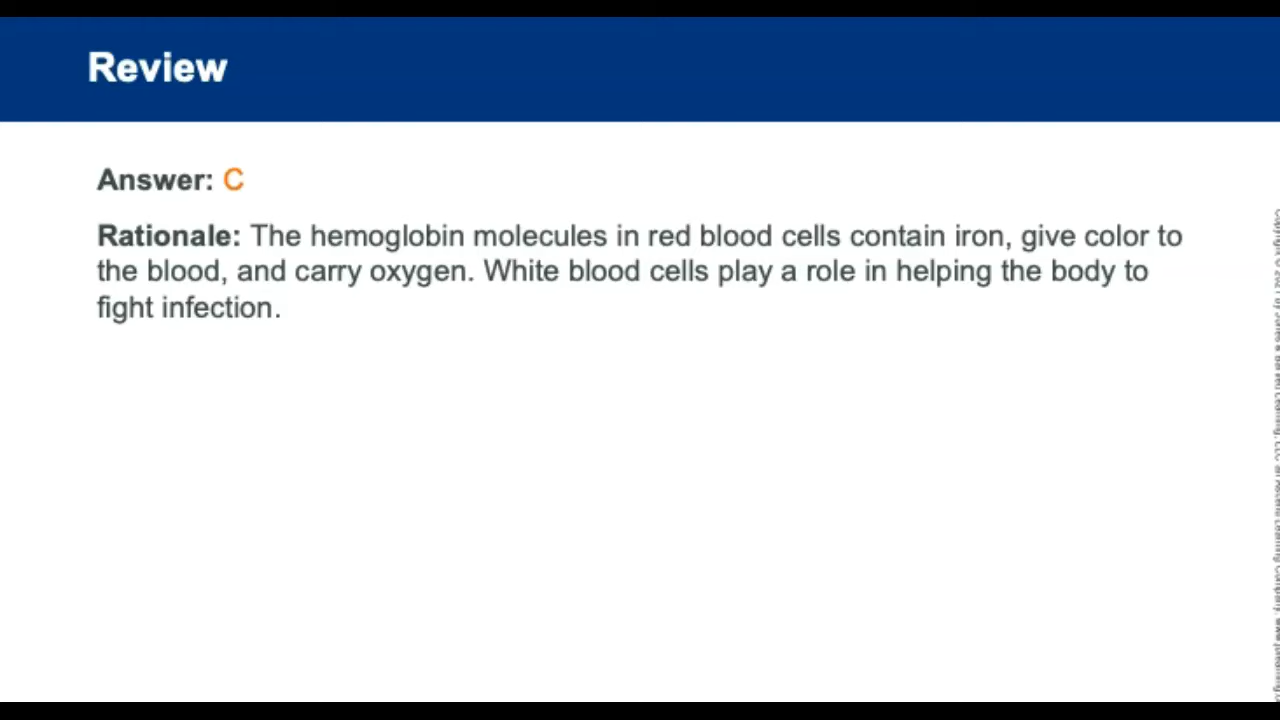 Review
Answer: C
Rationale: The hemoglobin molecules in red blood cells contain iron, give color to
the blood, and carry oxygen. White blood cells play a role in helping the body to
fight infection.